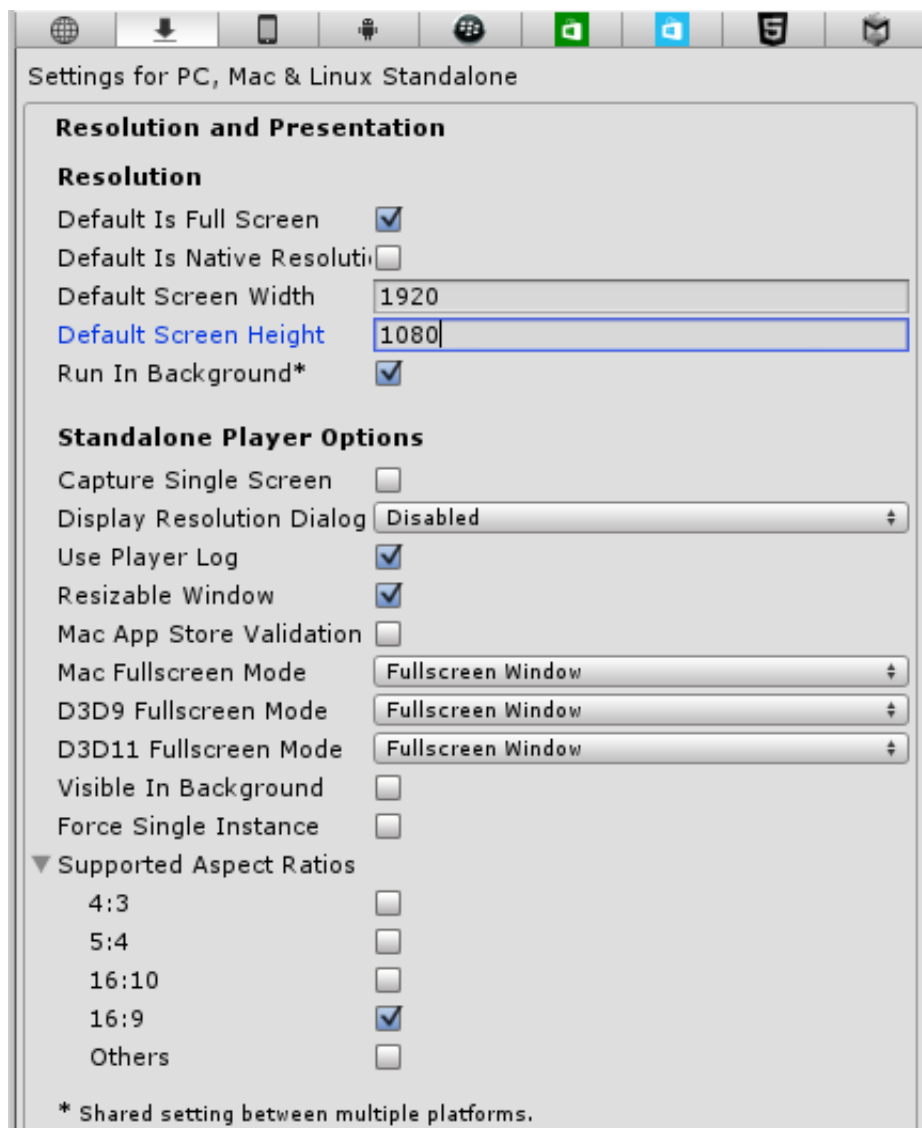 Settings for PC, Mac & Linux Standalone
Resolution and Presentation
Resolution
Default Is Full Screen
Default Is Native Resoluti
Default Screen Width 1920
Default Screen Height 1080
Run In Background*
Standalone Player Options
Capture Single Screen
Display Resolution Dialog Disabled
Use Player Log
Resizable Window
Mac App Store Validation
Mac Fullscreen Mode Fullscreen Window
D3D9 Fullscreen Mode Fullscreen Window
D3D11 Fullscreen Mode Fullscreen Window
Visible In Background
Force Single Instance
Supported Aspect Ratios
4:3
5:4
16:10
16:9
Others
* Shared setting between multiple platforms.